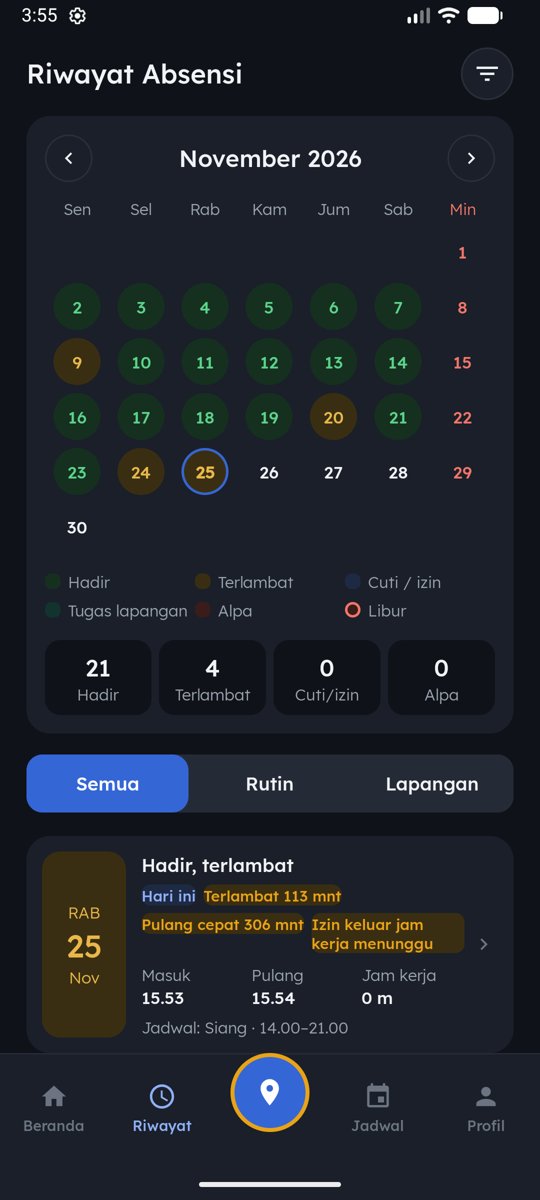 3:55
Riwayat Absensi
November 2026
Sen Sel Rab Kam Jum Sab Min
1
2 3 4 5 6 7 8
9 10 11 12 13 14 15
16 17 18 19 20 21 22
23 24 25 26 27 28 29
30
Hadir Terlambat Cuti / izin
Tugas lapangan Alpa Libur
21 4 0 0
Hadir Terlambat Cuti/izin Alpa
Semua Rutin Lapangan
Hadir, terlambat
Hari ini Terlambat 113 mnt
Pulang cepat 306 mnt Izin keluar jam
kerja menunggu
RAB
25
Nov
Masuk Pulang Jam kerja
15.53 15.54 0 m
Jadwal: Siang · 14.00–21.00
Beranda Riwayat Jadwal Profil